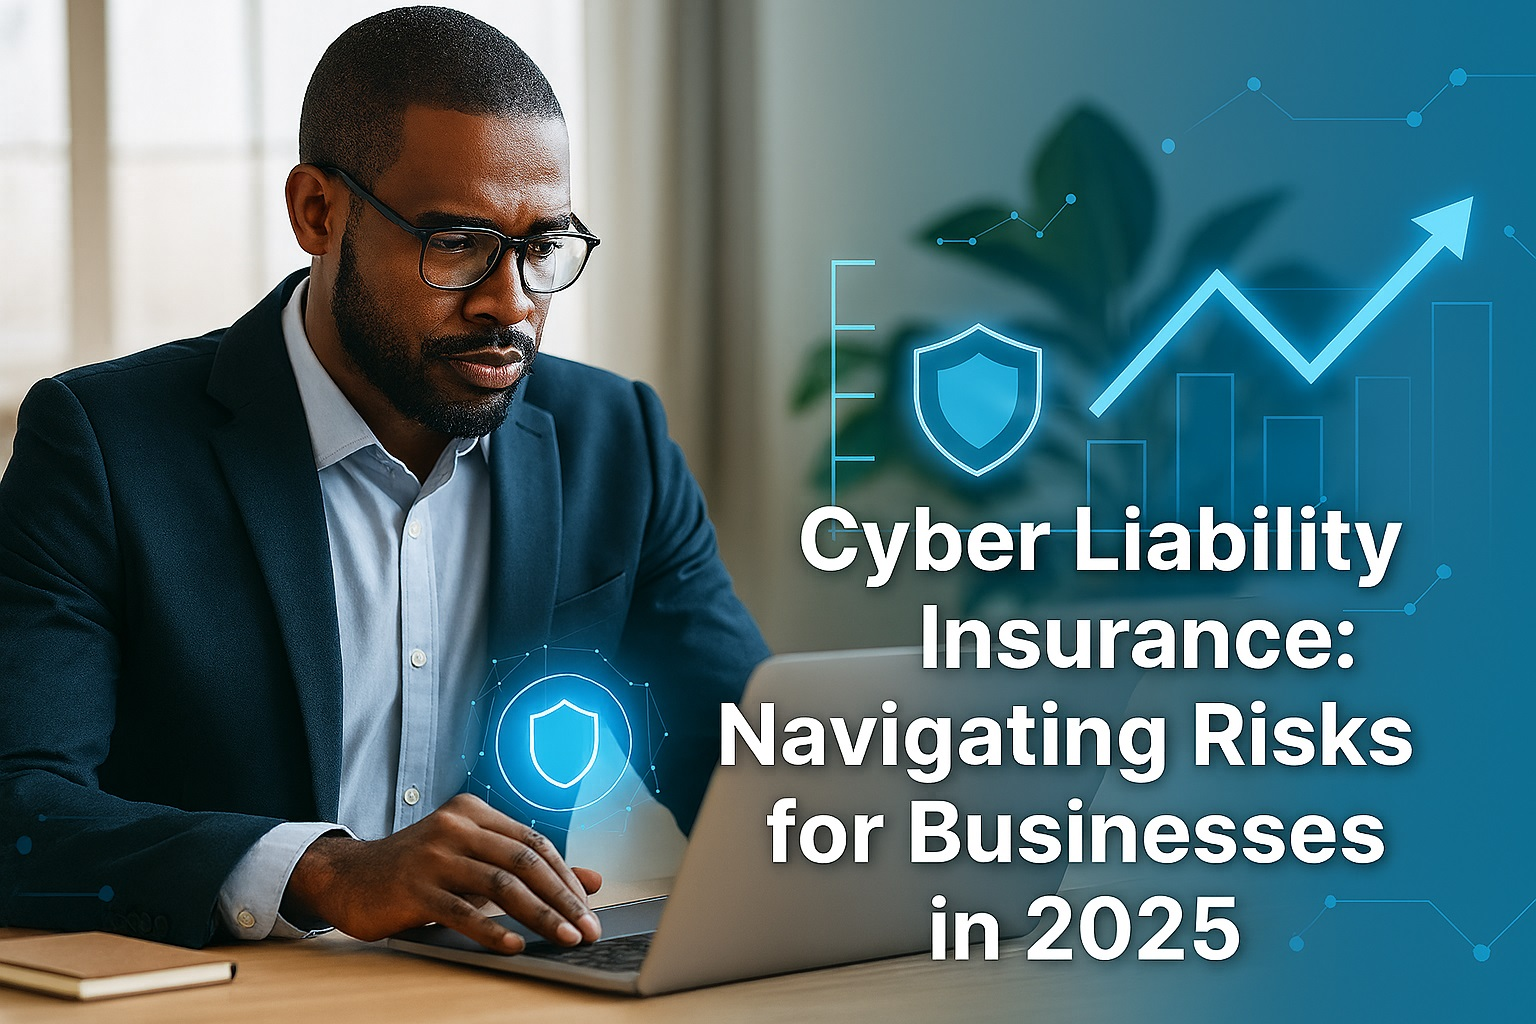 Cyber Liability
Insurance:
Navigating Risks
for Businesses
in 2025